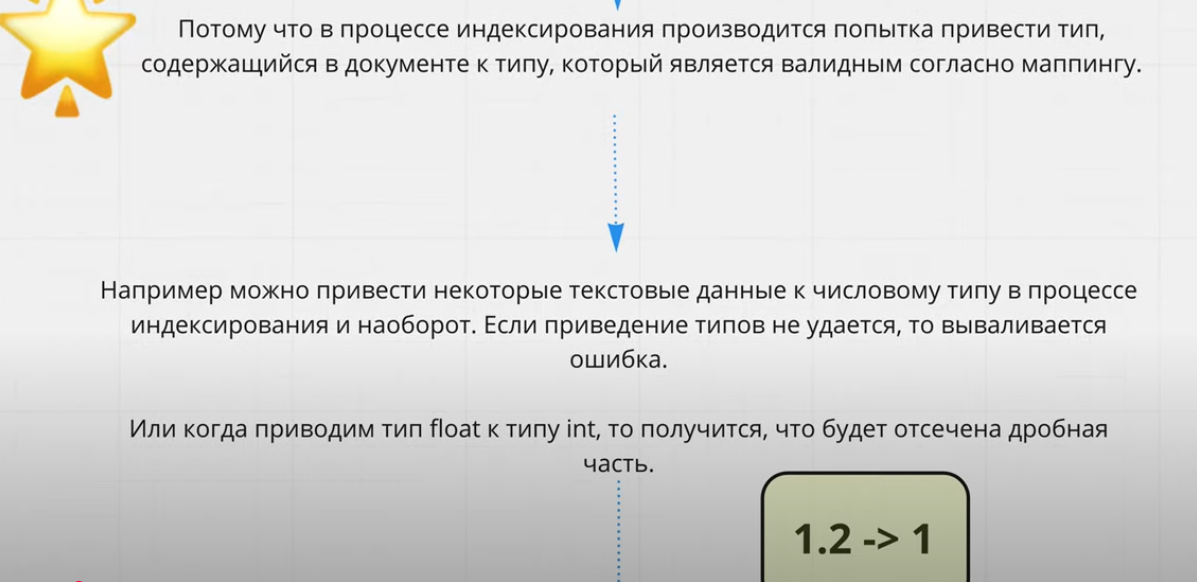 Потому что в процессе индексирования производится попытка привести тип,
содержащийся в документе к типу, который является валидным согласно маппингу.
Например можно привести некоторые текстовые данные к числовому типу в процессе
индексирования и наоборот. Если приведение типов не удается, то вываливается
ошибка.
Или когда приводим тип float к типу int, то получится, что будет отсечена дробная
часть.
1.2 -> 1